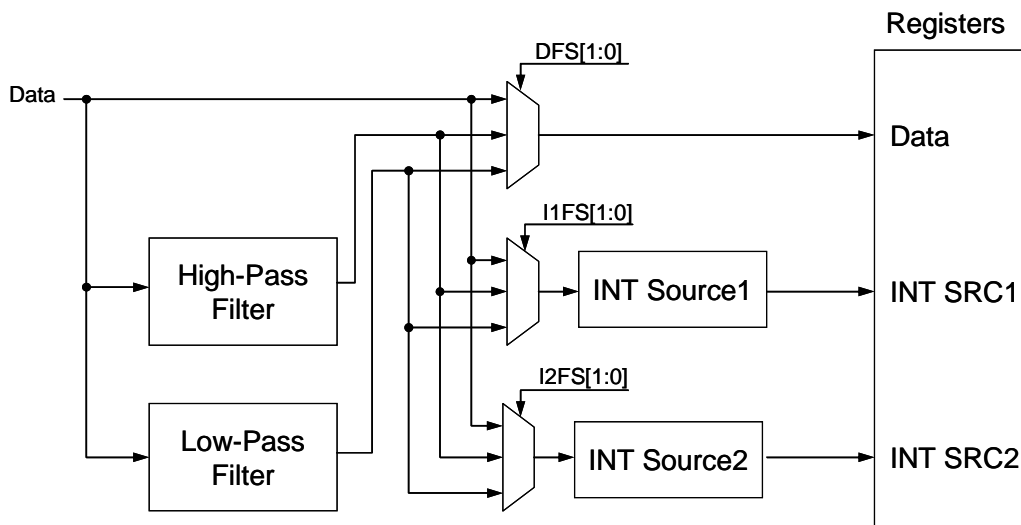 Registers
DFS[1:0]
Data
Data
I1FS[1:0]
High-Pass
Filter
INT Source1
INT SRC1
I2FS[1:0]
Low-Pass
Filter
INT Source2
INT SRC2